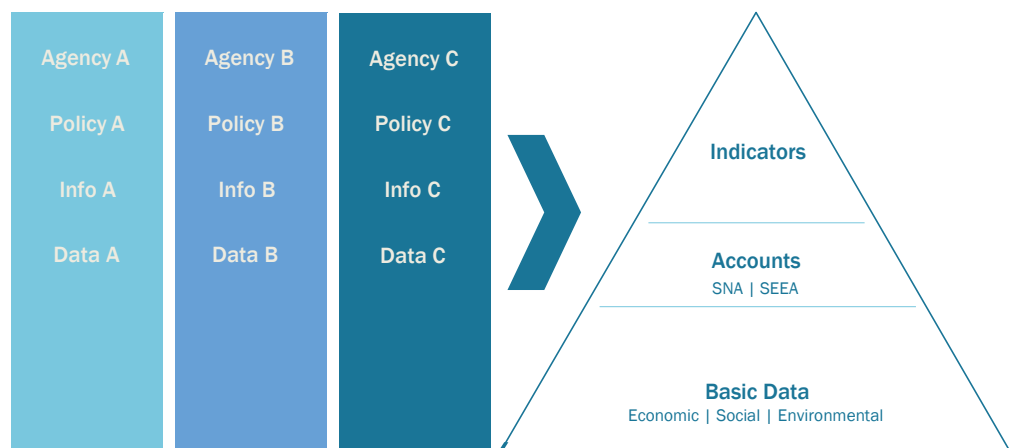 Agency A
Policy A
Info A
Data A
Agency B
Policy B
Info B
Data B
Agency C
Policy C
Info C
Data C
Indicators
Accounts
SNA | SEEA
Basic Data
Economic | Social | Environmental